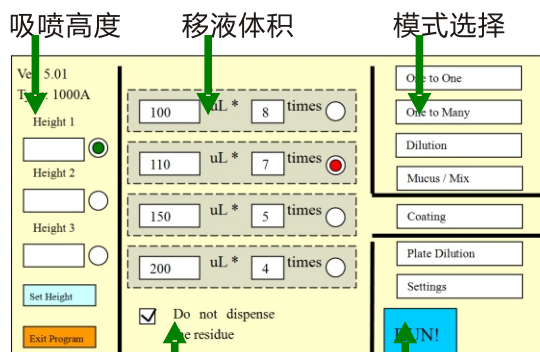 吸喷高度 移液体积 模式选择
Ver 5.01
Type: 1000A
Height 1
Height 2
Height 3
Set Height
Exit Program
100 uL * 8 times
110 uL * 7 times
150 uL * 5 times
200 uL * 4 times
Do not dispense
the residue
One to One
One to Many
Dilution
Mucus / Mix
Coating
Plate Dilution
Settings
RUN!